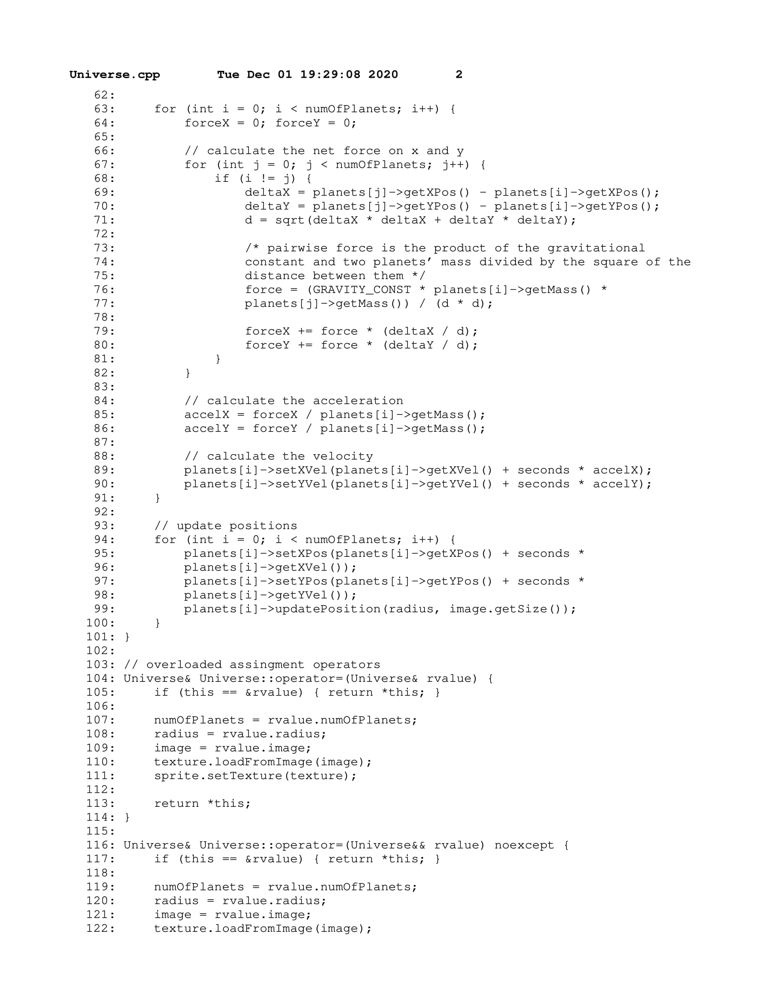 Universe.cpp Tue Dec 01 19:29:08 2020 2
62:
63: for (int i = 0; i < numOfPlanets; i++) {
64: forceX = 0; forceY = 0;
65:
66: // calculate the net force on x and y
67: for (int j = 0; j < numOfPlanets; j++) {
68: if (i != j) {
69: deltaX = planets[j]->getXPos() - planets[i]->getXPos();
70: deltaY = planets[j]->getYPos() - planets[i]->getYPos();
71: d = sqrt(deltaX * deltaX + deltaY * deltaY);
72:
73: /* pairwise force is the product of the gravitational
74: constant and two planets’ mass divided by the square of the
75: distance between them */
76: force = (GRAVITY_CONST * planets[i]->getMass() *
77: planets[j]->getMass()) / (d * d);
78:
79: forceX += force * (deltaX / d);
80: forceY += force * (deltaY / d);
81: }
82: }
83:
84: // calculate the acceleration
85: accelX = forceX / planets[i]->getMass();
86: accelY = forceY / planets[i]->getMass();
87:
88: // calculate the velocity
89: planets[i]->setXVel(planets[i]->getXVel() + seconds * accelX);
90: planets[i]->setYVel(planets[i]->getYVel() + seconds * accelY);
91: }
92:
93: // update positions
94: for (int i = 0; i < numOfPlanets; i++) {
95: planets[i]->setXPos(planets[i]->getXPos() + seconds *
96: planets[i]->getXVel());
97: planets[i]->setYPos(planets[i]->getYPos() + seconds *
98: planets[i]->getYVel());
99: planets[i]->updatePosition(radius, image.getSize());
100: }
101: }
102:
103: // overloaded assingment operators
104: Universe& Universe::operator=(Universe& rvalue) {
105: if (this == &rvalue) { return *this; }
106:
107: numOfPlanets = rvalue.numOfPlanets;
108: radius = rvalue.radius;
109: image = rvalue.image;
110: texture.loadFromImage(image);
111: sprite.setTexture(texture);
112:
113: return *this;
114: }
115:
116: Universe& Universe::operator=(Universe&& rvalue) noexcept {
117: if (this == &rvalue) { return *this; }
118:
119: numOfPlanets = rvalue.numOfPlanets;
120: radius = rvalue.radius;
121: image = rvalue.image;
122: texture.loadFromImage(image);